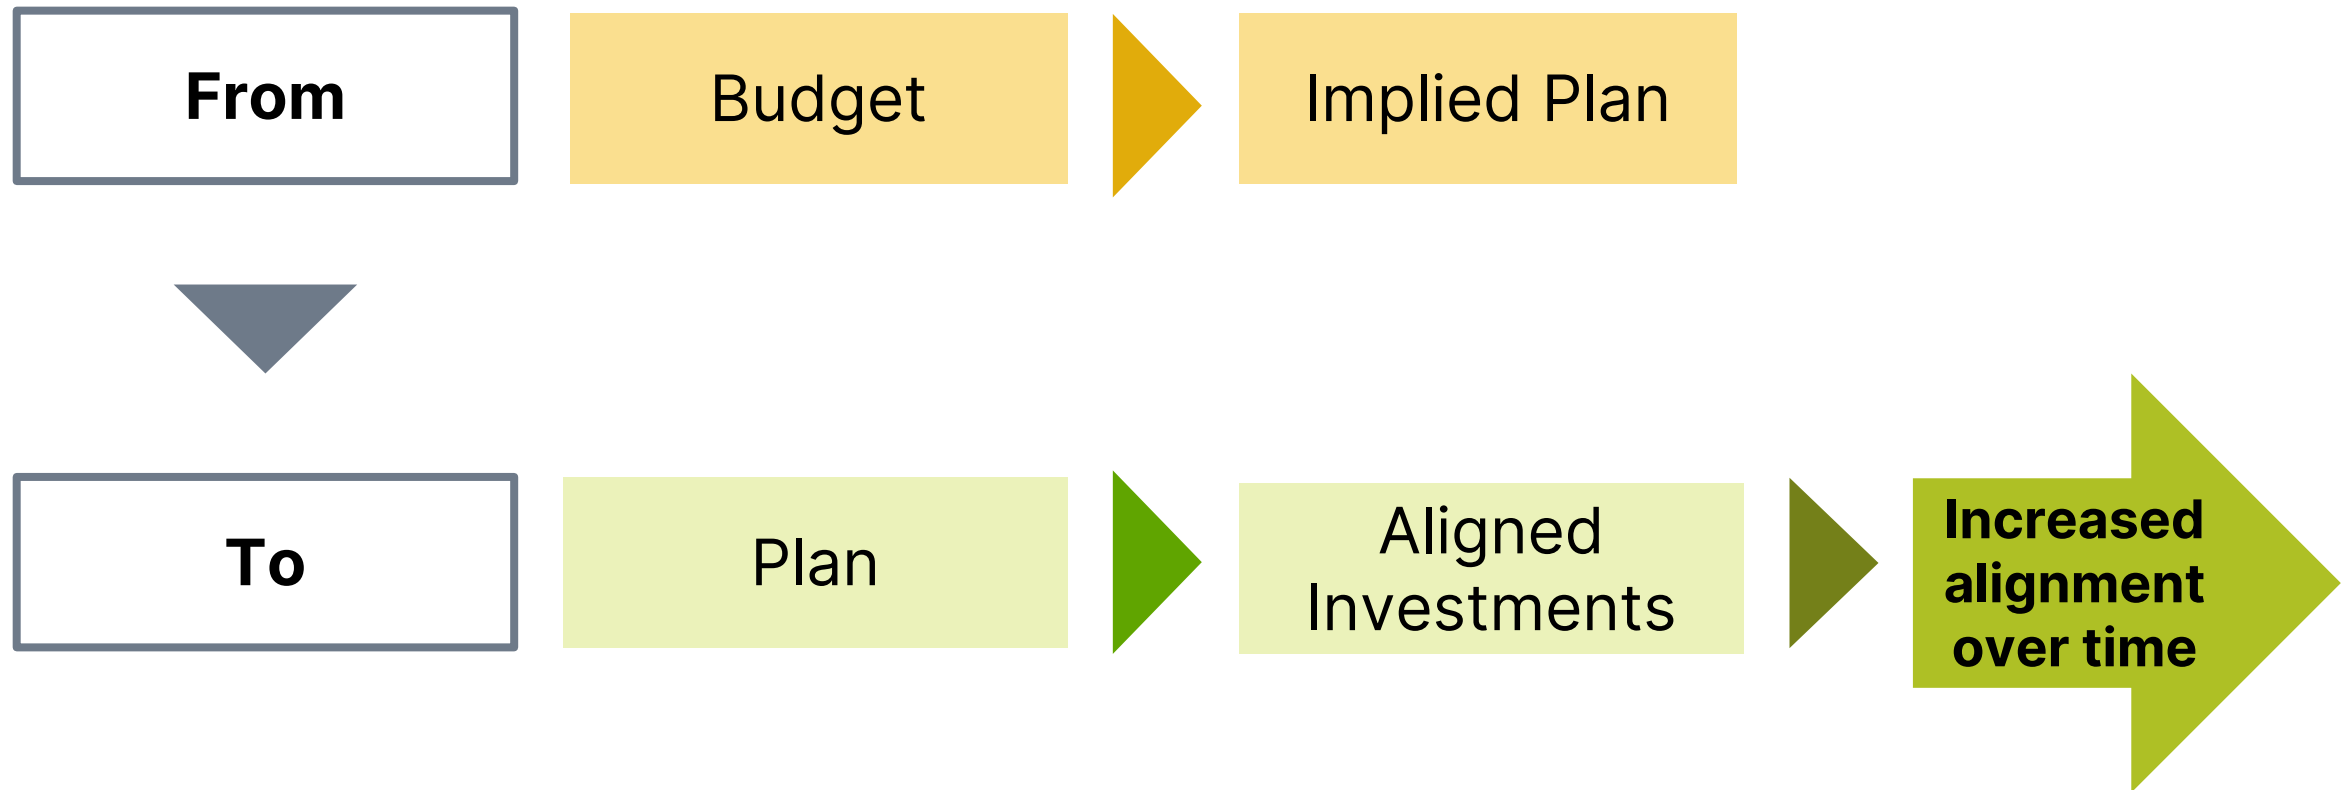 From
Budget
Implied Plan
To
Plan
Aligned
Investments
Increased
alignment
over time